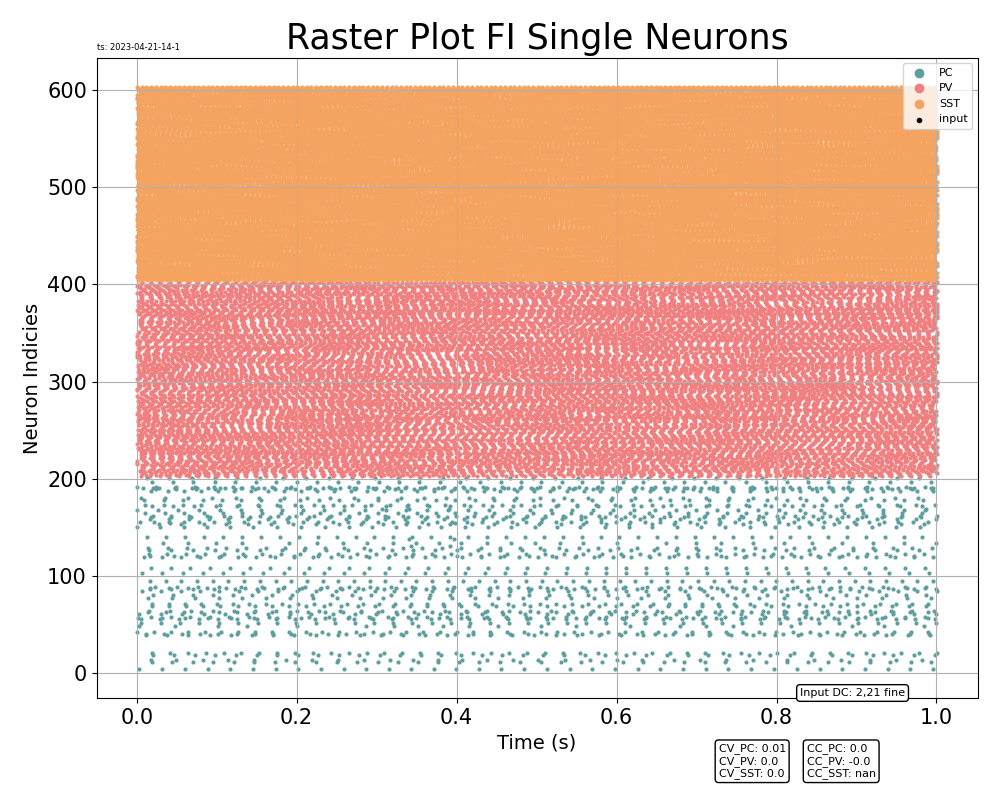 Raster Plot FI Single Neurons
ts: 2023-04-21-14-1
PC
PV
SST
input
600
500
400
300
200
100
0
Neuron Indicies
0.0 0.2 0.4 0.6 0.8 1.0
Time (s)
Input DC: 2,21 fine
CV_PC: 0.01
CV_PV: 0.0
CV_SST: 0.0
CC_PC: 0.0
CC_PV: -0.0
CC_SST: nan